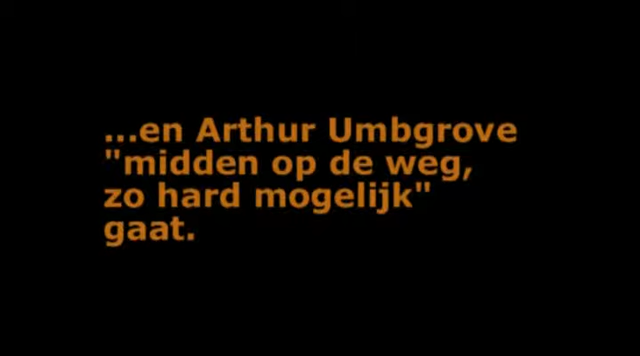 ...en Arthur Umbgrove
"midden op de weg,
zo hard mogelijk"
gaat.